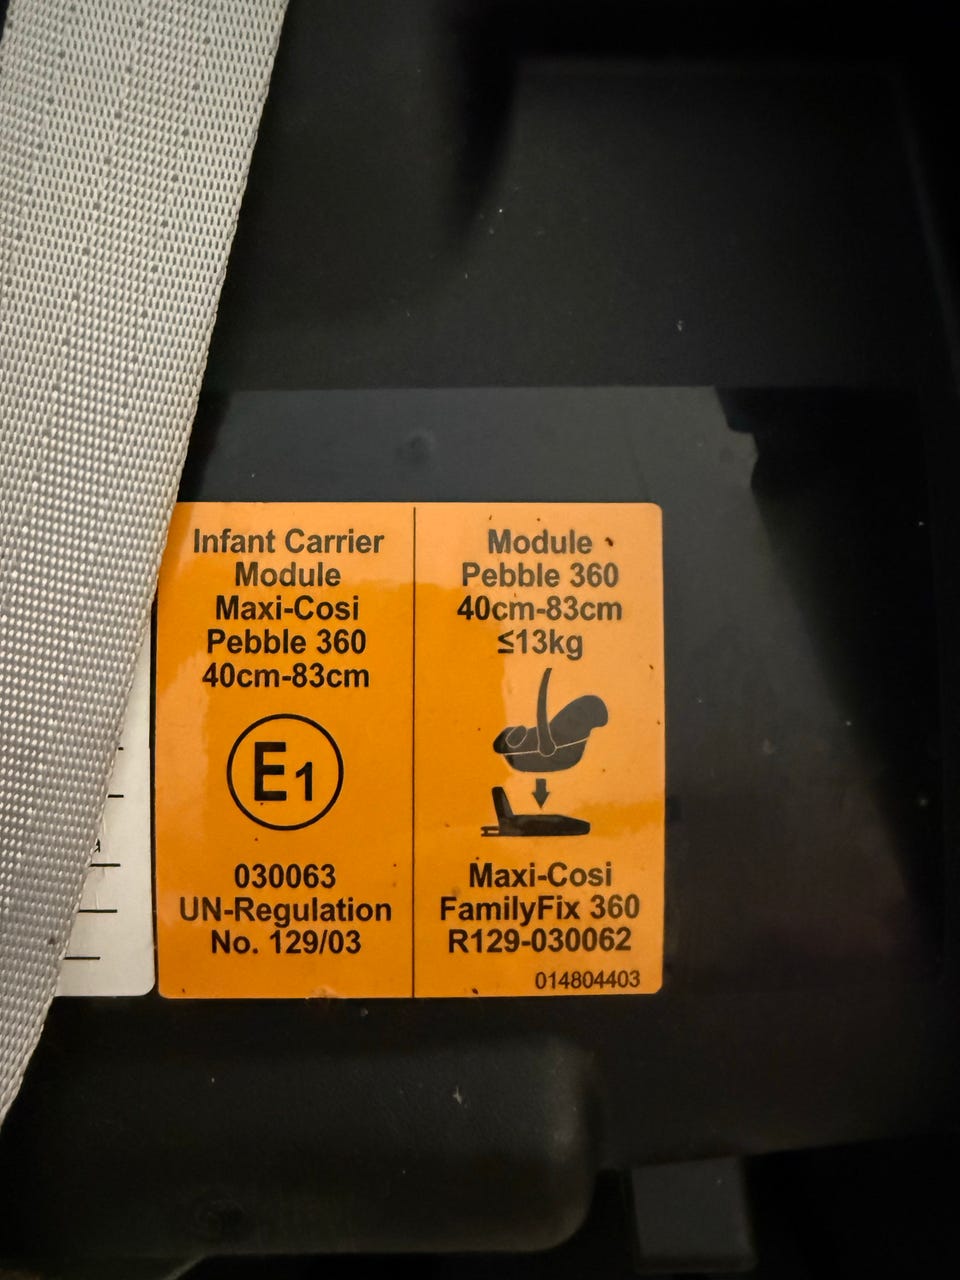 Infant Carrier
Module
Maxi-Cosi
Pebble 360
40cm-83cm
E1
030063
UN-Regulation
No. 129/03
Module
Pebble 360
40cm-83cm
≤13kg
Maxi-Cosi
FamilyFix 360
R129-030062
014804403